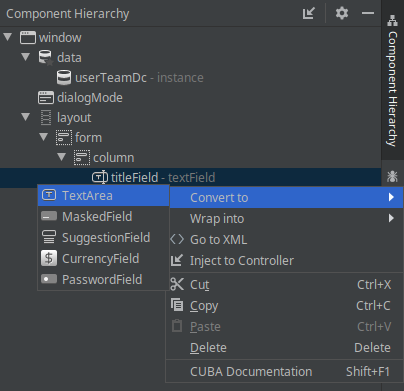 Component Hierarchy
window
data
userTeamDc - instance
dialogMode
layout
form
column
titleField - textField
TextArea
MaskedField
SuggestionField
CurrencyField
PasswordField
Convert to
Wrap into
Go to XML
Inject to Controller
Cut Ctrl+X
Copy Ctrl+C
Paste Ctrl+V
Delete Delete
CUBA Documentation Shift+F1
Component Hierarchy